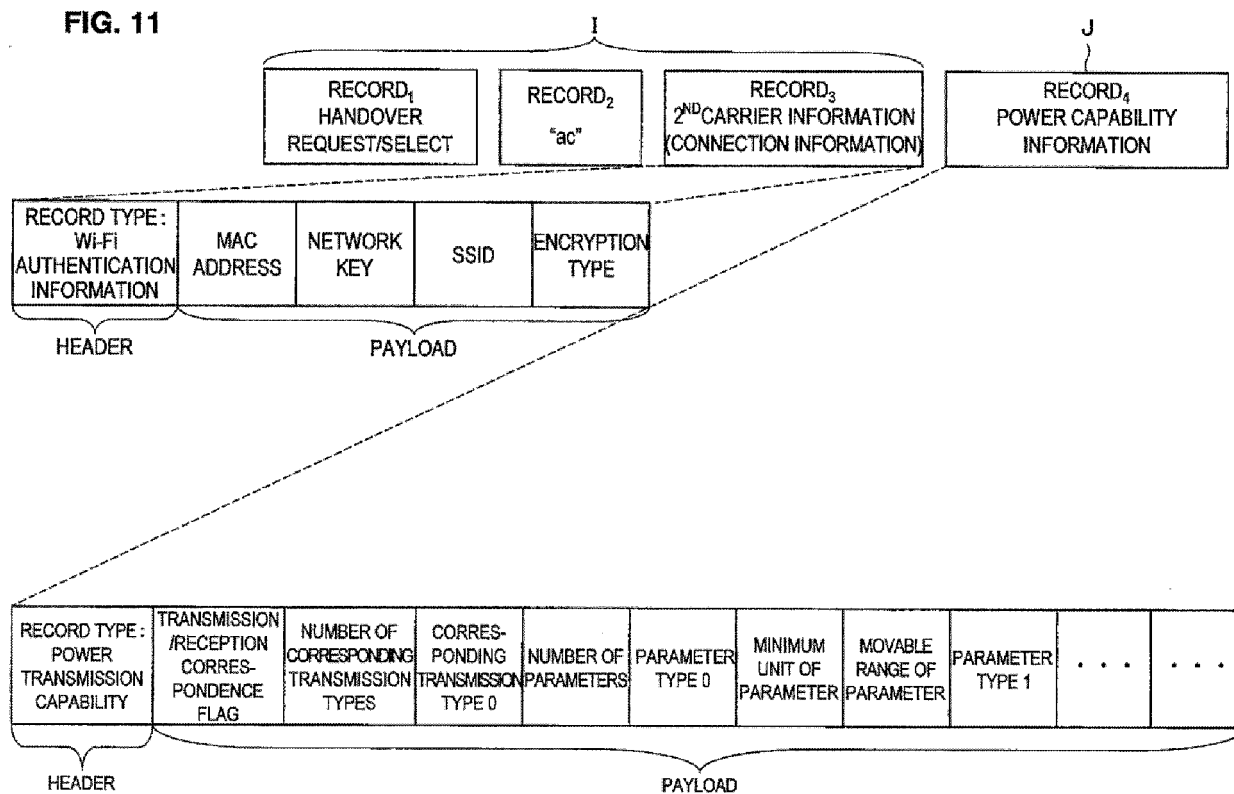 FIG. 11
I
J
RECORD₁
HANDOVER
REQUEST/SELECT
RECORD₂
"ac"
RECORD₃
2ND CARRIER INFORMATION
(CONNECTION INFORMATION)
RECORD₄
POWER CAPABILITY
INFORMATION
RECORD TYPE:
Wi-Fi
AUTHENTICATION
INFORMATION
MAC
ADDRESS
NETWORK
KEY
SSID
ENCRYPTION
TYPE
HEADER
PAYLOAD
RECORD TYPE:
POWER
TRANSMISSION
CAPABILITY
TRANSMISSION
/RECEPTION
CORRES-
PONDENCE
FLAG
NUMBER OF
CORRESPONDING
TRANSMISSION
TYPES
CORRES-
PONDING
TRANSMISSION
TYPE 0
NUMBER OF
PARAMETERS
PARAMETER
TYPE 0
MINIMUM
UNIT OF
PARAMETER
MOVABLE
RANGE OF
PARAMETER
PARAMETER
TYPE 1
· · ·
· · ·
HEADER
PAYLOAD